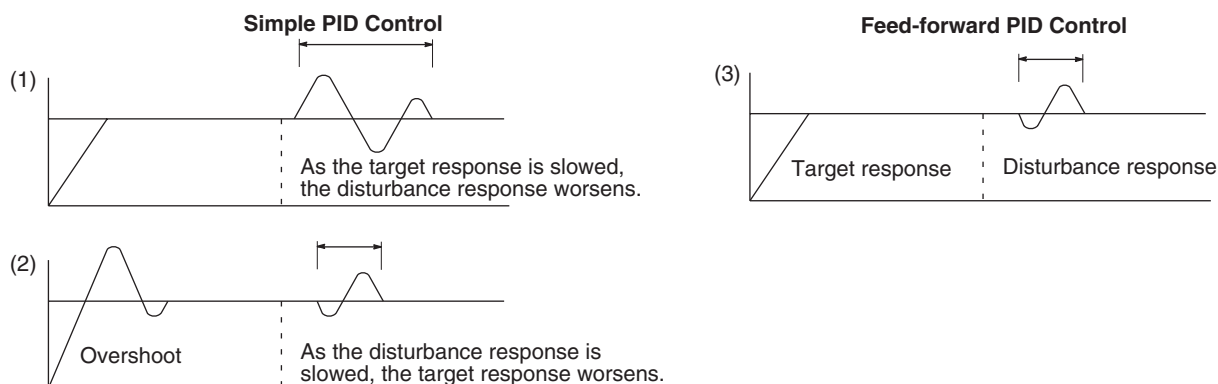 Simple PID Control
(1)
As the target response is slowed,
the disturbance response worsens.
(2)
Overshoot
As the disturbance response is
slowed, the target response worsens.
Feed-forward PID Control
(3)
Target response
Disturbance response